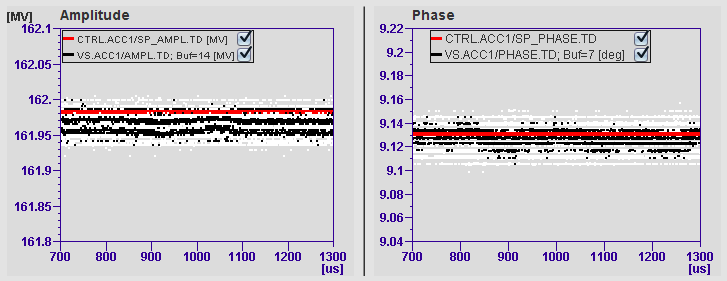 [MV] Amplitude
CTRL.ACC1/SP_AMPL.TD [MV]
VS.ACC1/AMPL.TD; Buf=14 [MV]
162.1
162.05
162
161.95
161.9
161.85
161.8
700 800 900 1000 1100 1200 1300
[us]
Phase
CTRL.ACC1/SP_PHASE.TD
VS.ACC1/PHASE.TD; Buf=7 [deg]
9.22
9.2
9.18
9.16
9.14
9.12
9.1
9.08
9.06
9.04
700 800 900 1000 1100 1200 1300
[us]